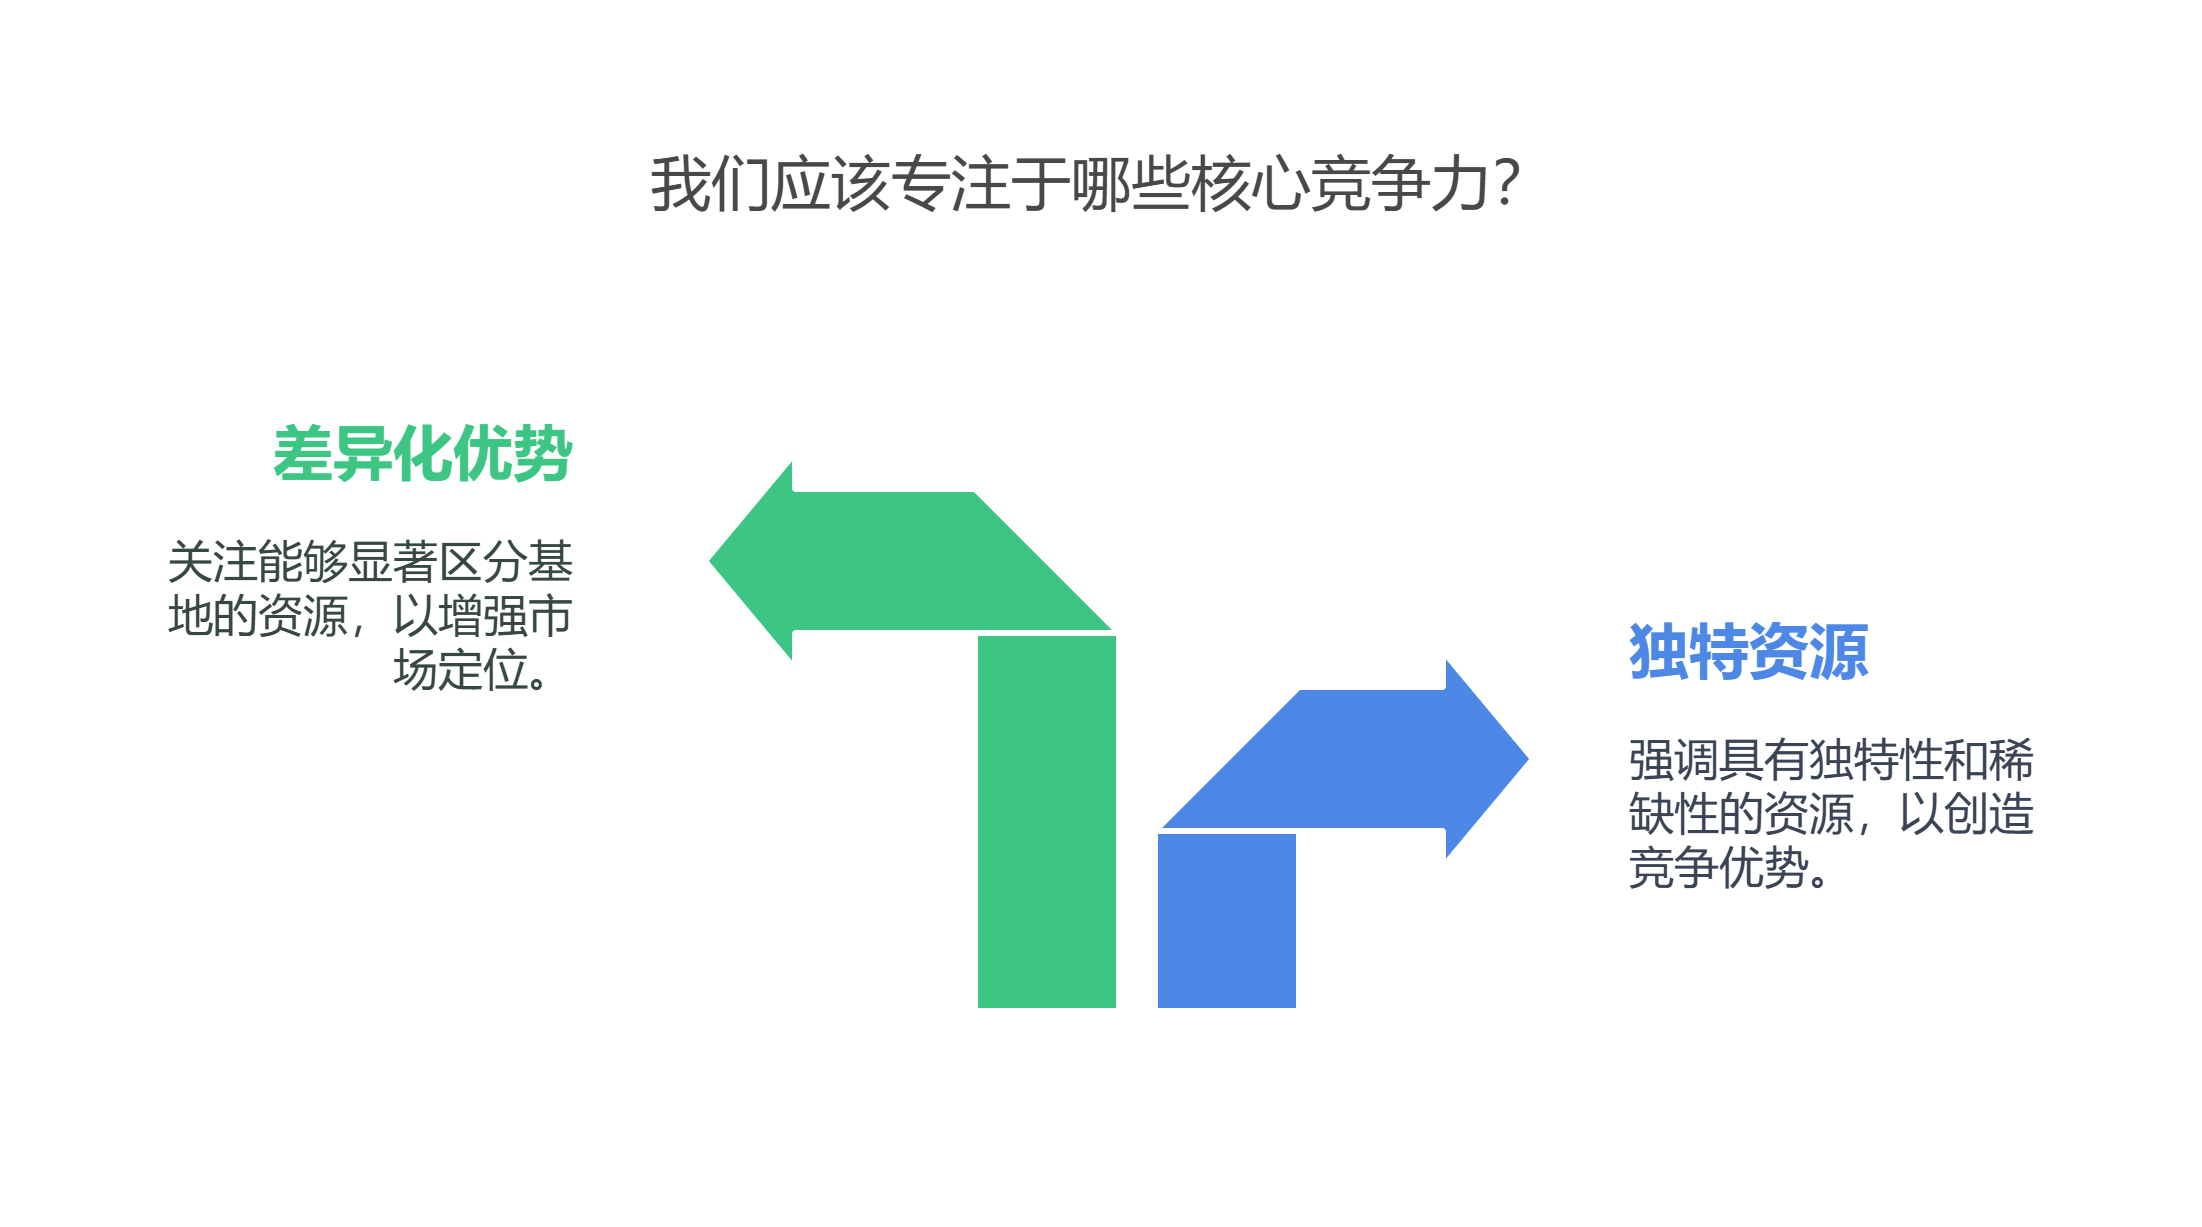 我们应该专注于哪些核心竞争力？
差异化优势
关注能够显著区分基
地的资源，以增强市
场定位。
独特资源
强调具有独特性和稀
缺性的资源，以创造
竞争优势。